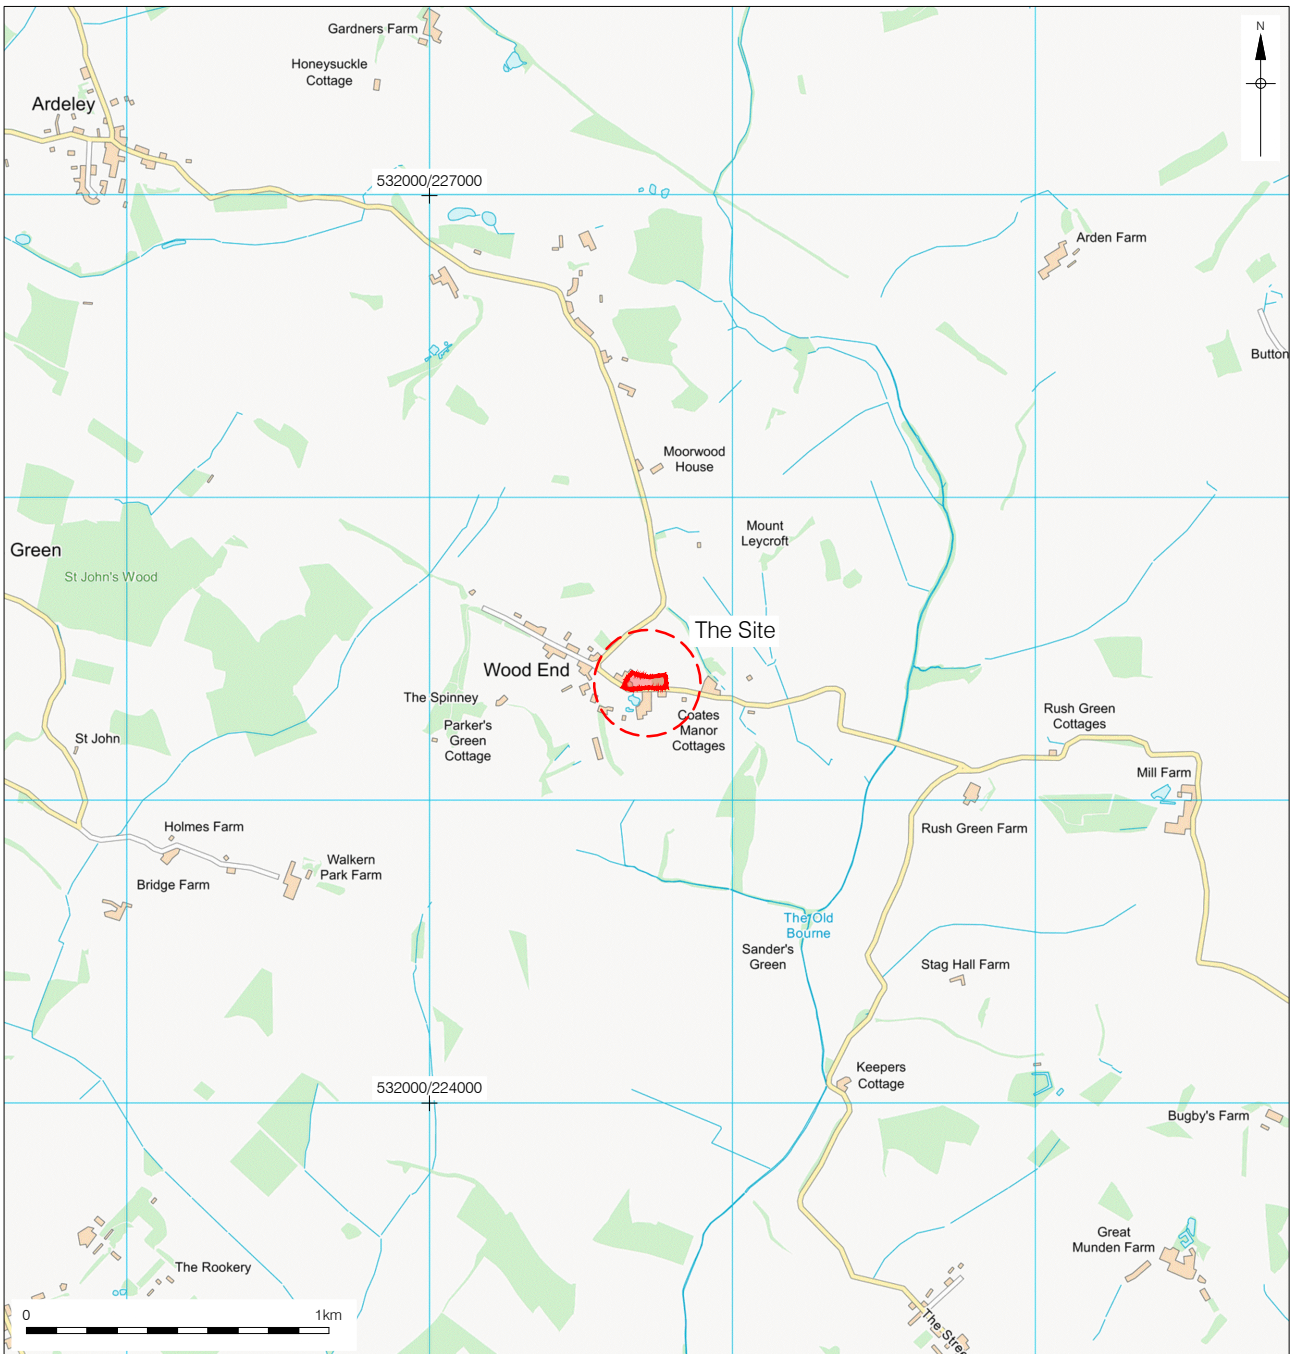 Gardners Farm
N
Honeysuckle
Cottage
Ardeley
532000/227000
Arden Farm
Button
Moorwood
House
Mount
Leycroft
Green
St John's Wood
The Site
Wood End
The Spinney
Parker's
Green
Cottage
Coates
Manor
Cottages
Rush Green
Cottages
St John
Mill Farm
Holmes Farm
Rush Green Farm
Walkern
Park Farm
Bridge Farm
The Old
Bourne
Sander's
Green
Stag Hall Farm
Keepers
Cottage
532000/224000
Bugby's Farm
Great
Munden Farm
The Rookery
0 1km
The Stree